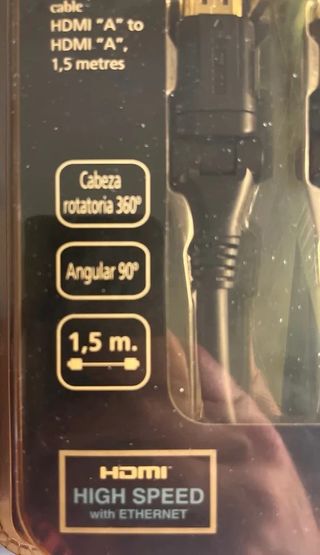 cable
HDMI "A" to
HDMI "A",
1,5 metres
Cabeza
rotatoria 360º
Angular 90º
1,5 m.
HDMI
HIGH SPEED
with ETHERNET